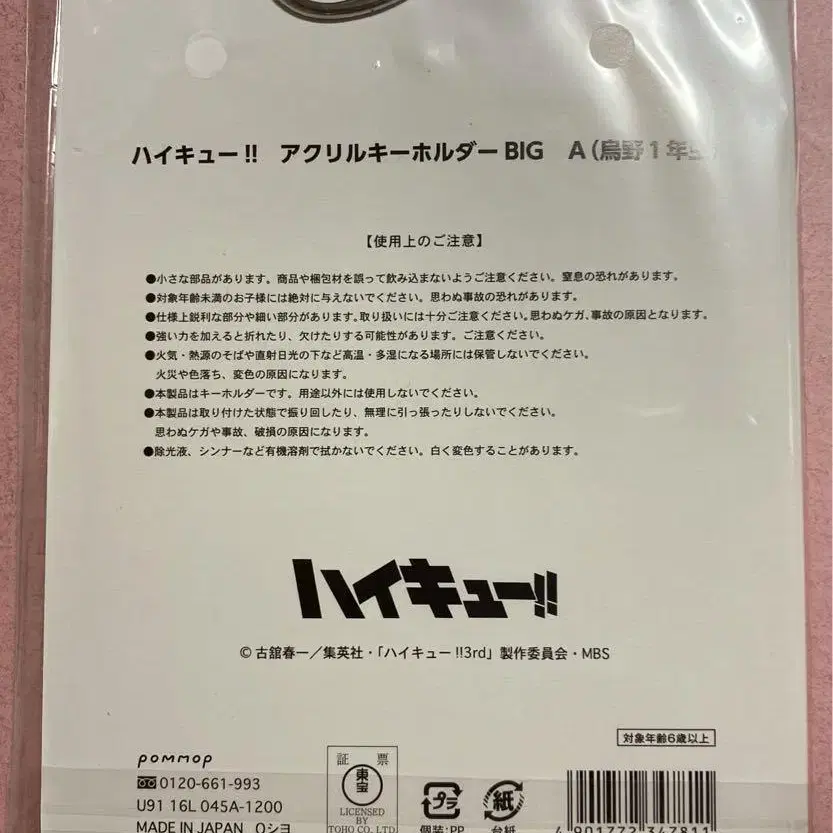 ハイキュー!! アクリルキーホルダーBIG A(烏野1年生)
【使用上のご注意】
●小さな部品があります。商品や梱包材を誤って飲み込まないようご注意ください。窒息の恐れがあります。
●対象年齢未満のお子様には絶対に与えないでください。思わぬ事故の恐れがあります。
●仕様上鋭利な部分や細い部分があります。取り扱いには十分ご注意ください。思わぬケガ、事故の原因となります。
●強い力を加えると折れたり、欠けたりする可能性があります。ご注意ください。
●火気・熱源のそばや直射日光の下など高温・多湿になる場所には保管しないでください。
火災や色落ち、変色の原因になります。
●本製品はキーホルダーです。用途以外には使用しないでください。
●本製品は取り付けた状態で振り回したり、無理に引っ張ったりしないでください。
思わぬケガや事故、破損の原因になります。
●除光液、シンナーなど有機溶剤で拭かないでください。白く変色することがあります。
ハイキュー!!
©古舘春一/集英社・「ハイキュー!!3rd」製作委員会・MBS
対象年齢6歳以上
pommop
0120-661-993
U91 16L 045A-1200
MADE IN JAPAN Oシヨ
証 票
東宝
LICENSED
BY
TOHO CO., LTD.
プラ
個装:PP
紙
台紙
4 901772 347811